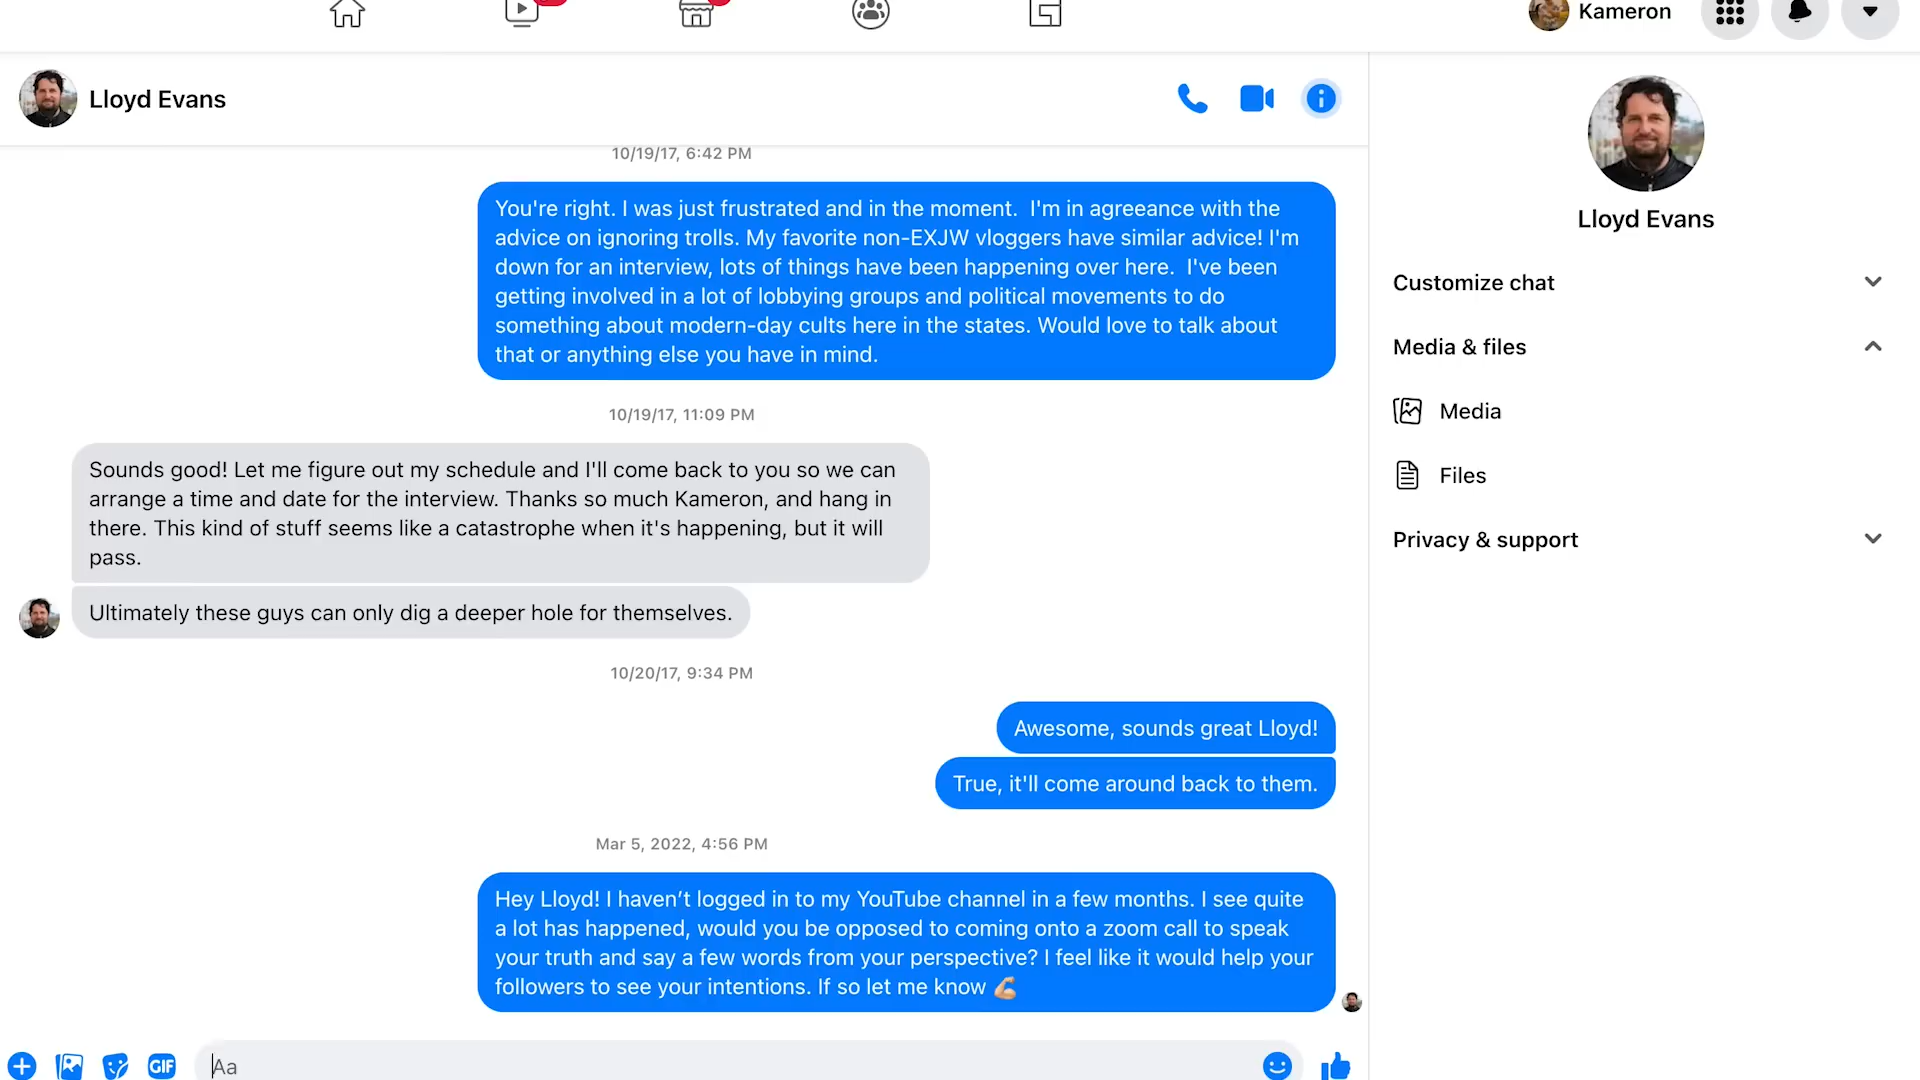 Kameron
Lloyd Evans
10/19/17, 6:42 PM
You're right. I was just frustrated and in the moment.  I'm in agreeance with the
advice on ignoring trolls. My favorite non-EXJW vloggers have similar advice! I'm
down for an interview, lots of things have been happening over here.  I've been
getting involved in a lot of lobbying groups and political movements to do
something about modern-day cults here in the states. Would love to talk about
that or anything else you have in mind.
10/19/17, 11:09 PM
Sounds good! Let me figure out my schedule and I'll come back to you so we can
arrange a time and date for the interview. Thanks so much Kameron, and hang in
there. This kind of stuff seems like a catastrophe when it's happening, but it will
pass.
Ultimately these guys can only dig a deeper hole for themselves.
10/20/17, 9:34 PM
Awesome, sounds great Lloyd!
True, it'll come around back to them.
Mar 5, 2022, 4:56 PM
Hey Lloyd! I haven’t logged in to my YouTube channel in a few months. I see quite
a lot has happened, would you be opposed to coming onto a zoom call to speak
your truth and say a few words from your perspective? I feel like it would help your
followers to see your intentions. If so let me know 💪🏼
GIF
Aa
Lloyd Evans
Customize chat
Media & files
Media
Files
Privacy & support